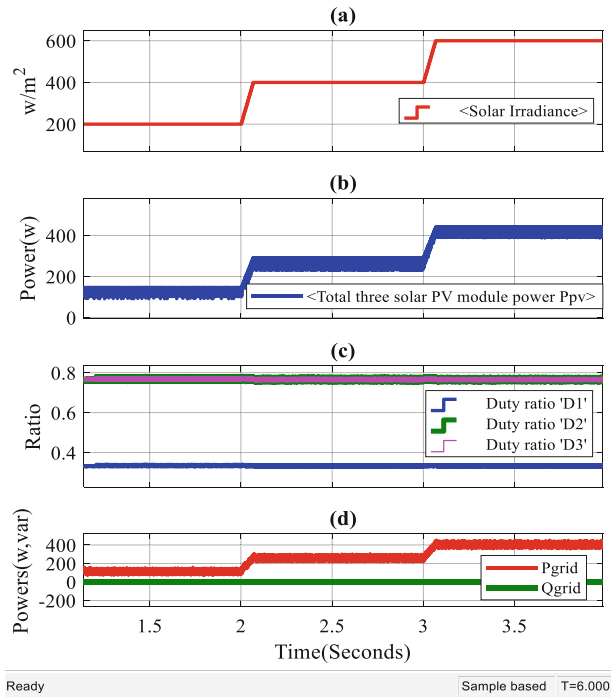 (a)
w/m²
600
400
200
<Solar Irradiance>
(b)
Power(w)
400
200
0
<Total three solar PV module power Ppv>
(c)
Ratio
0.8
0.6
0.4
Duty ratio 'D1'
Duty ratio 'D2'
Duty ratio 'D3'
(d)
Powers(w,var)
400
200
0
-200
Pgrid
Qgrid
1.5
2
2.5
3
3.5
Time(Seconds)
Ready
Sample based
T=6.000